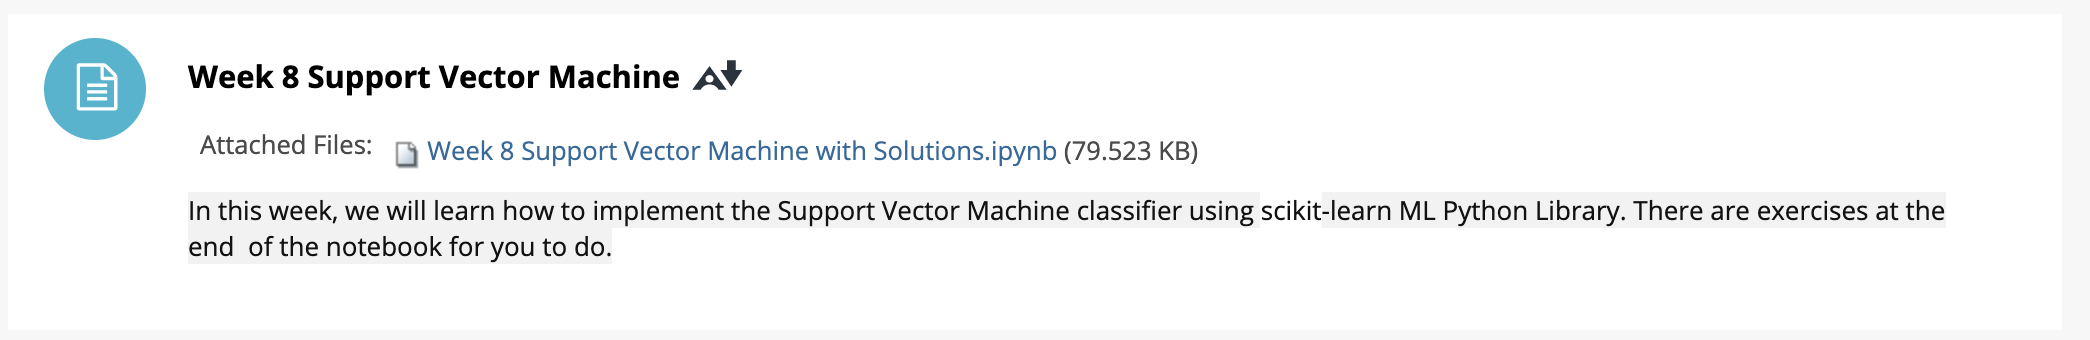 Week 8 Support Vector Machine
Attached Files: Week 8 Support Vector Machine with Solutions.ipynb (79.523 KB)
In this week, we will learn how to implement the Support Vector Machine classifier using scikit-learn ML Python Library. There are exercises at the
end  of the notebook for you to do.